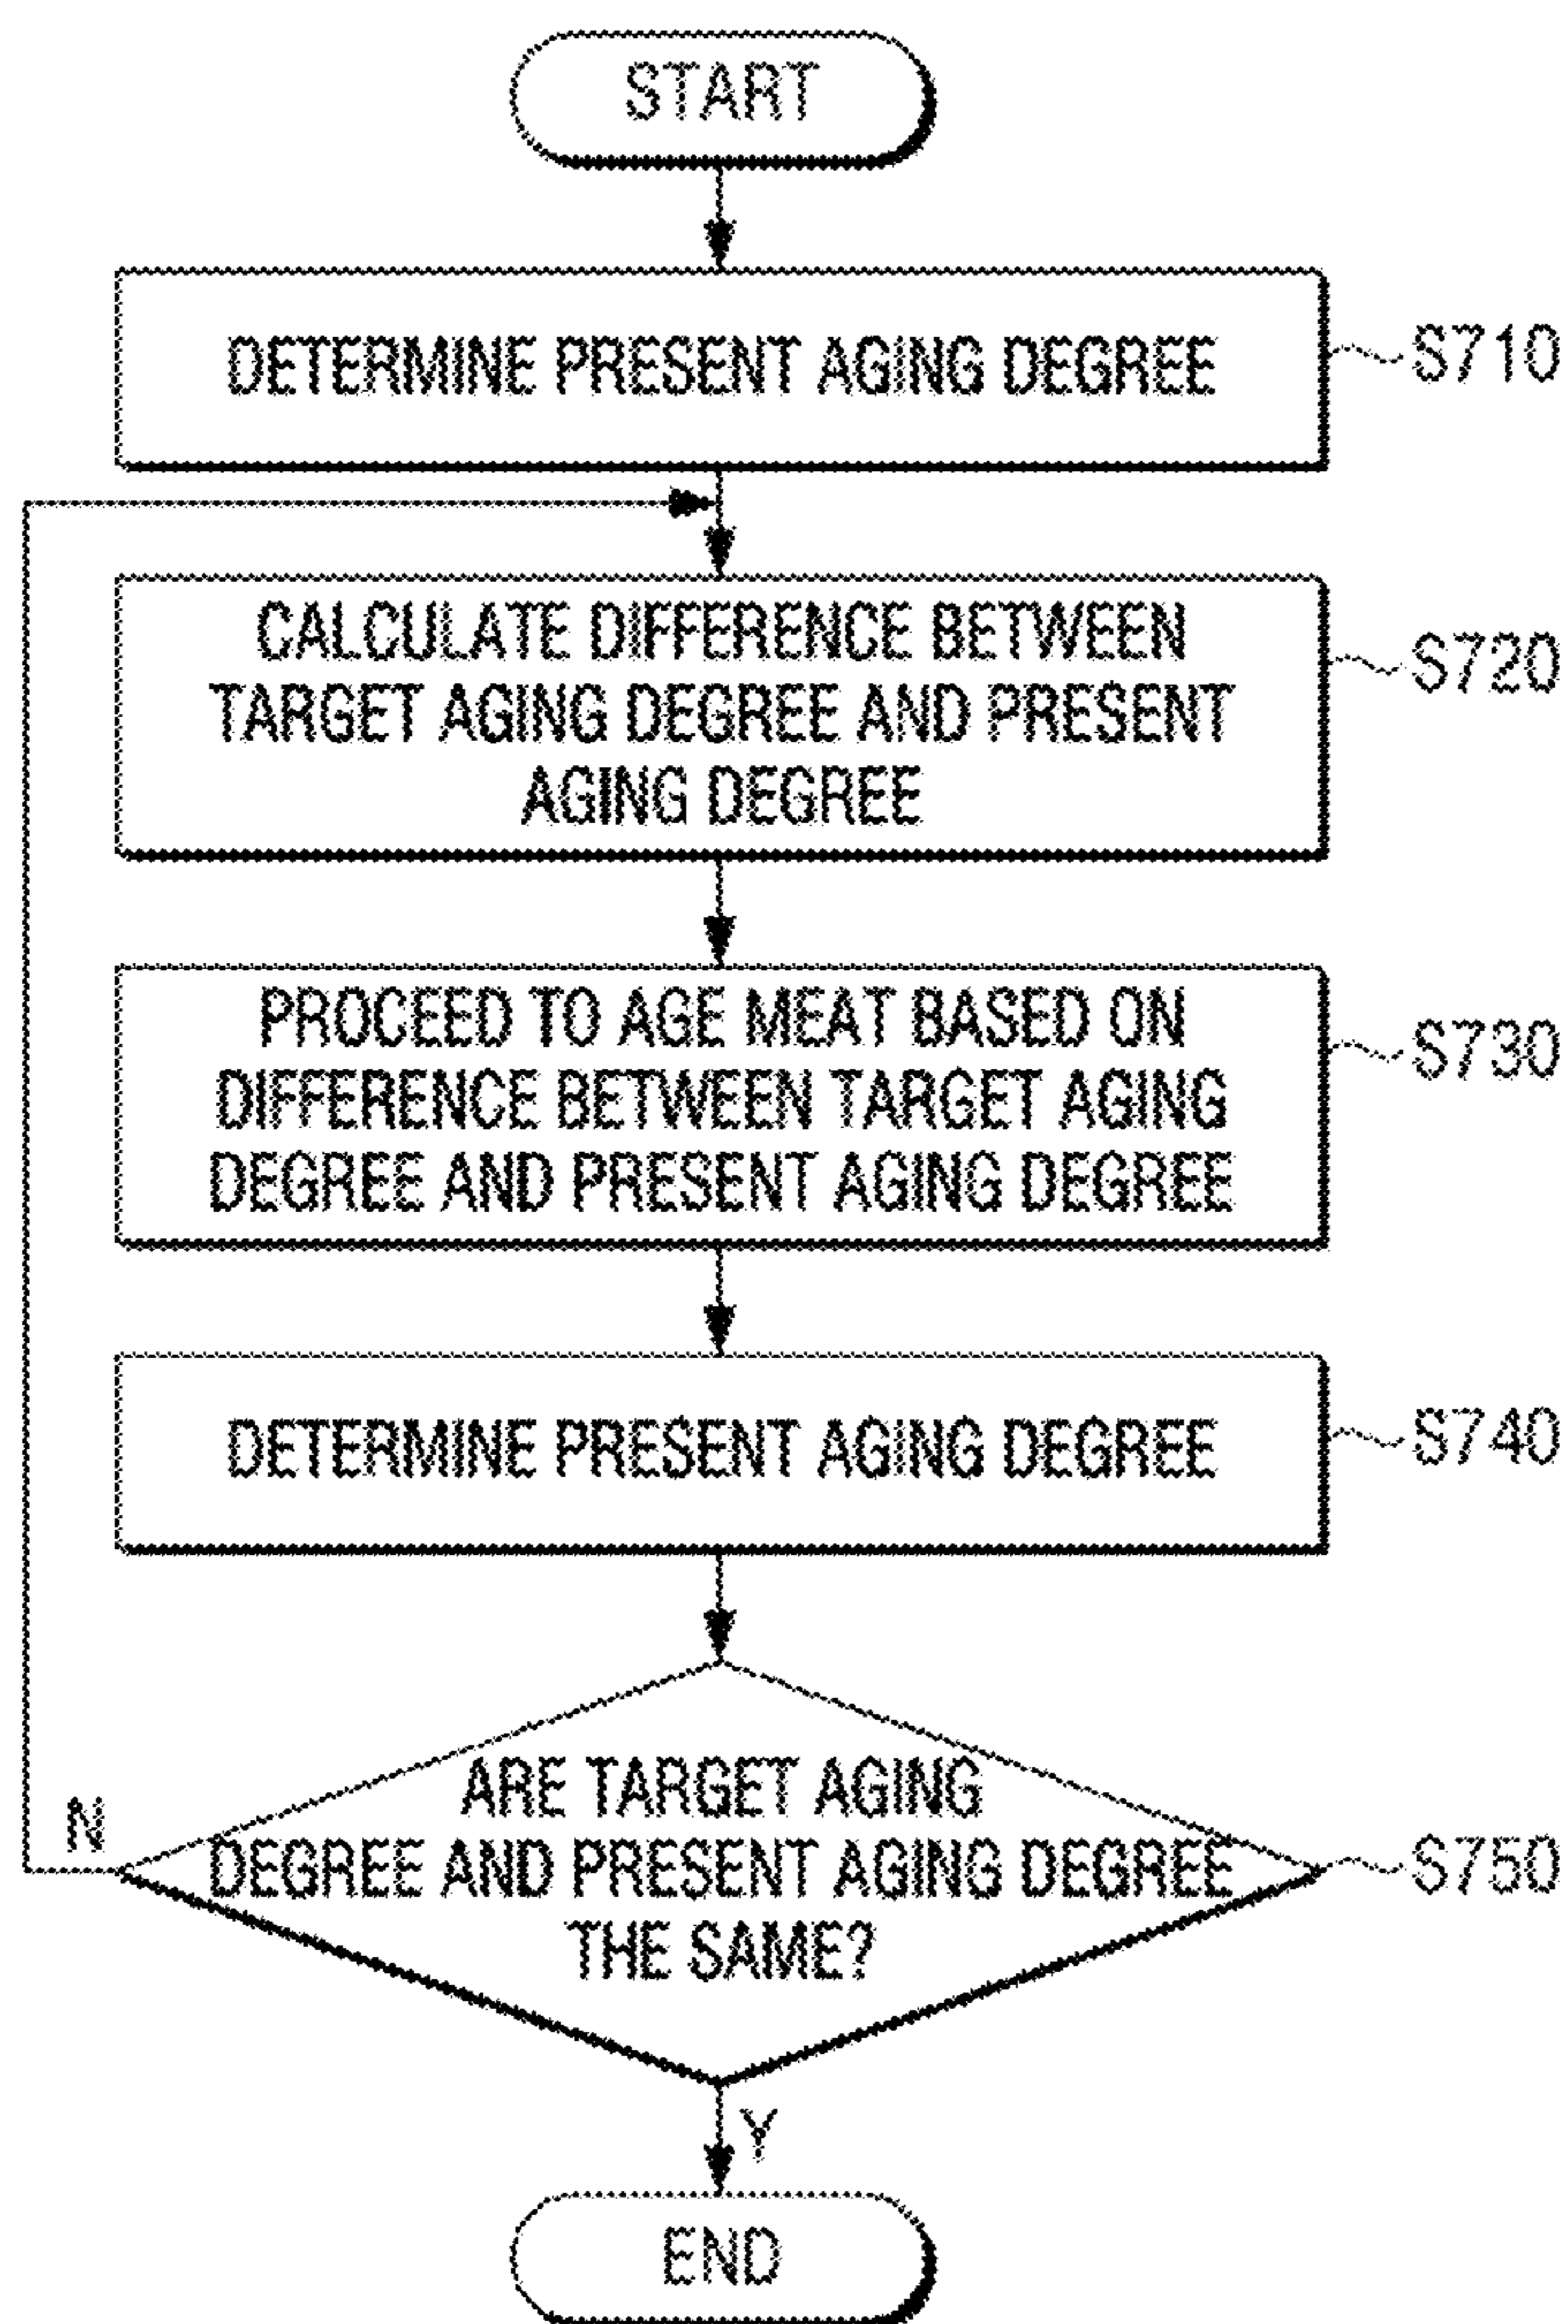 START
DETERMINE PRESENT AGING DEGREE
S710
CALCULATE DIFFERENCE BETWEEN
TARGET AGING DEGREE AND PRESENT
AGING DEGREE
S720
PROCEED TO AGE MEAT BASED ON
DIFFERENCE BETWEEN TARGET AGING
DEGREE AND PRESENT AGING DEGREE
S730
DETERMINE PRESENT AGING DEGREE
S740
ARE TARGET AGING
DEGREE AND PRESENT AGING DEGREE
THE SAME?
S750
N
Y
END